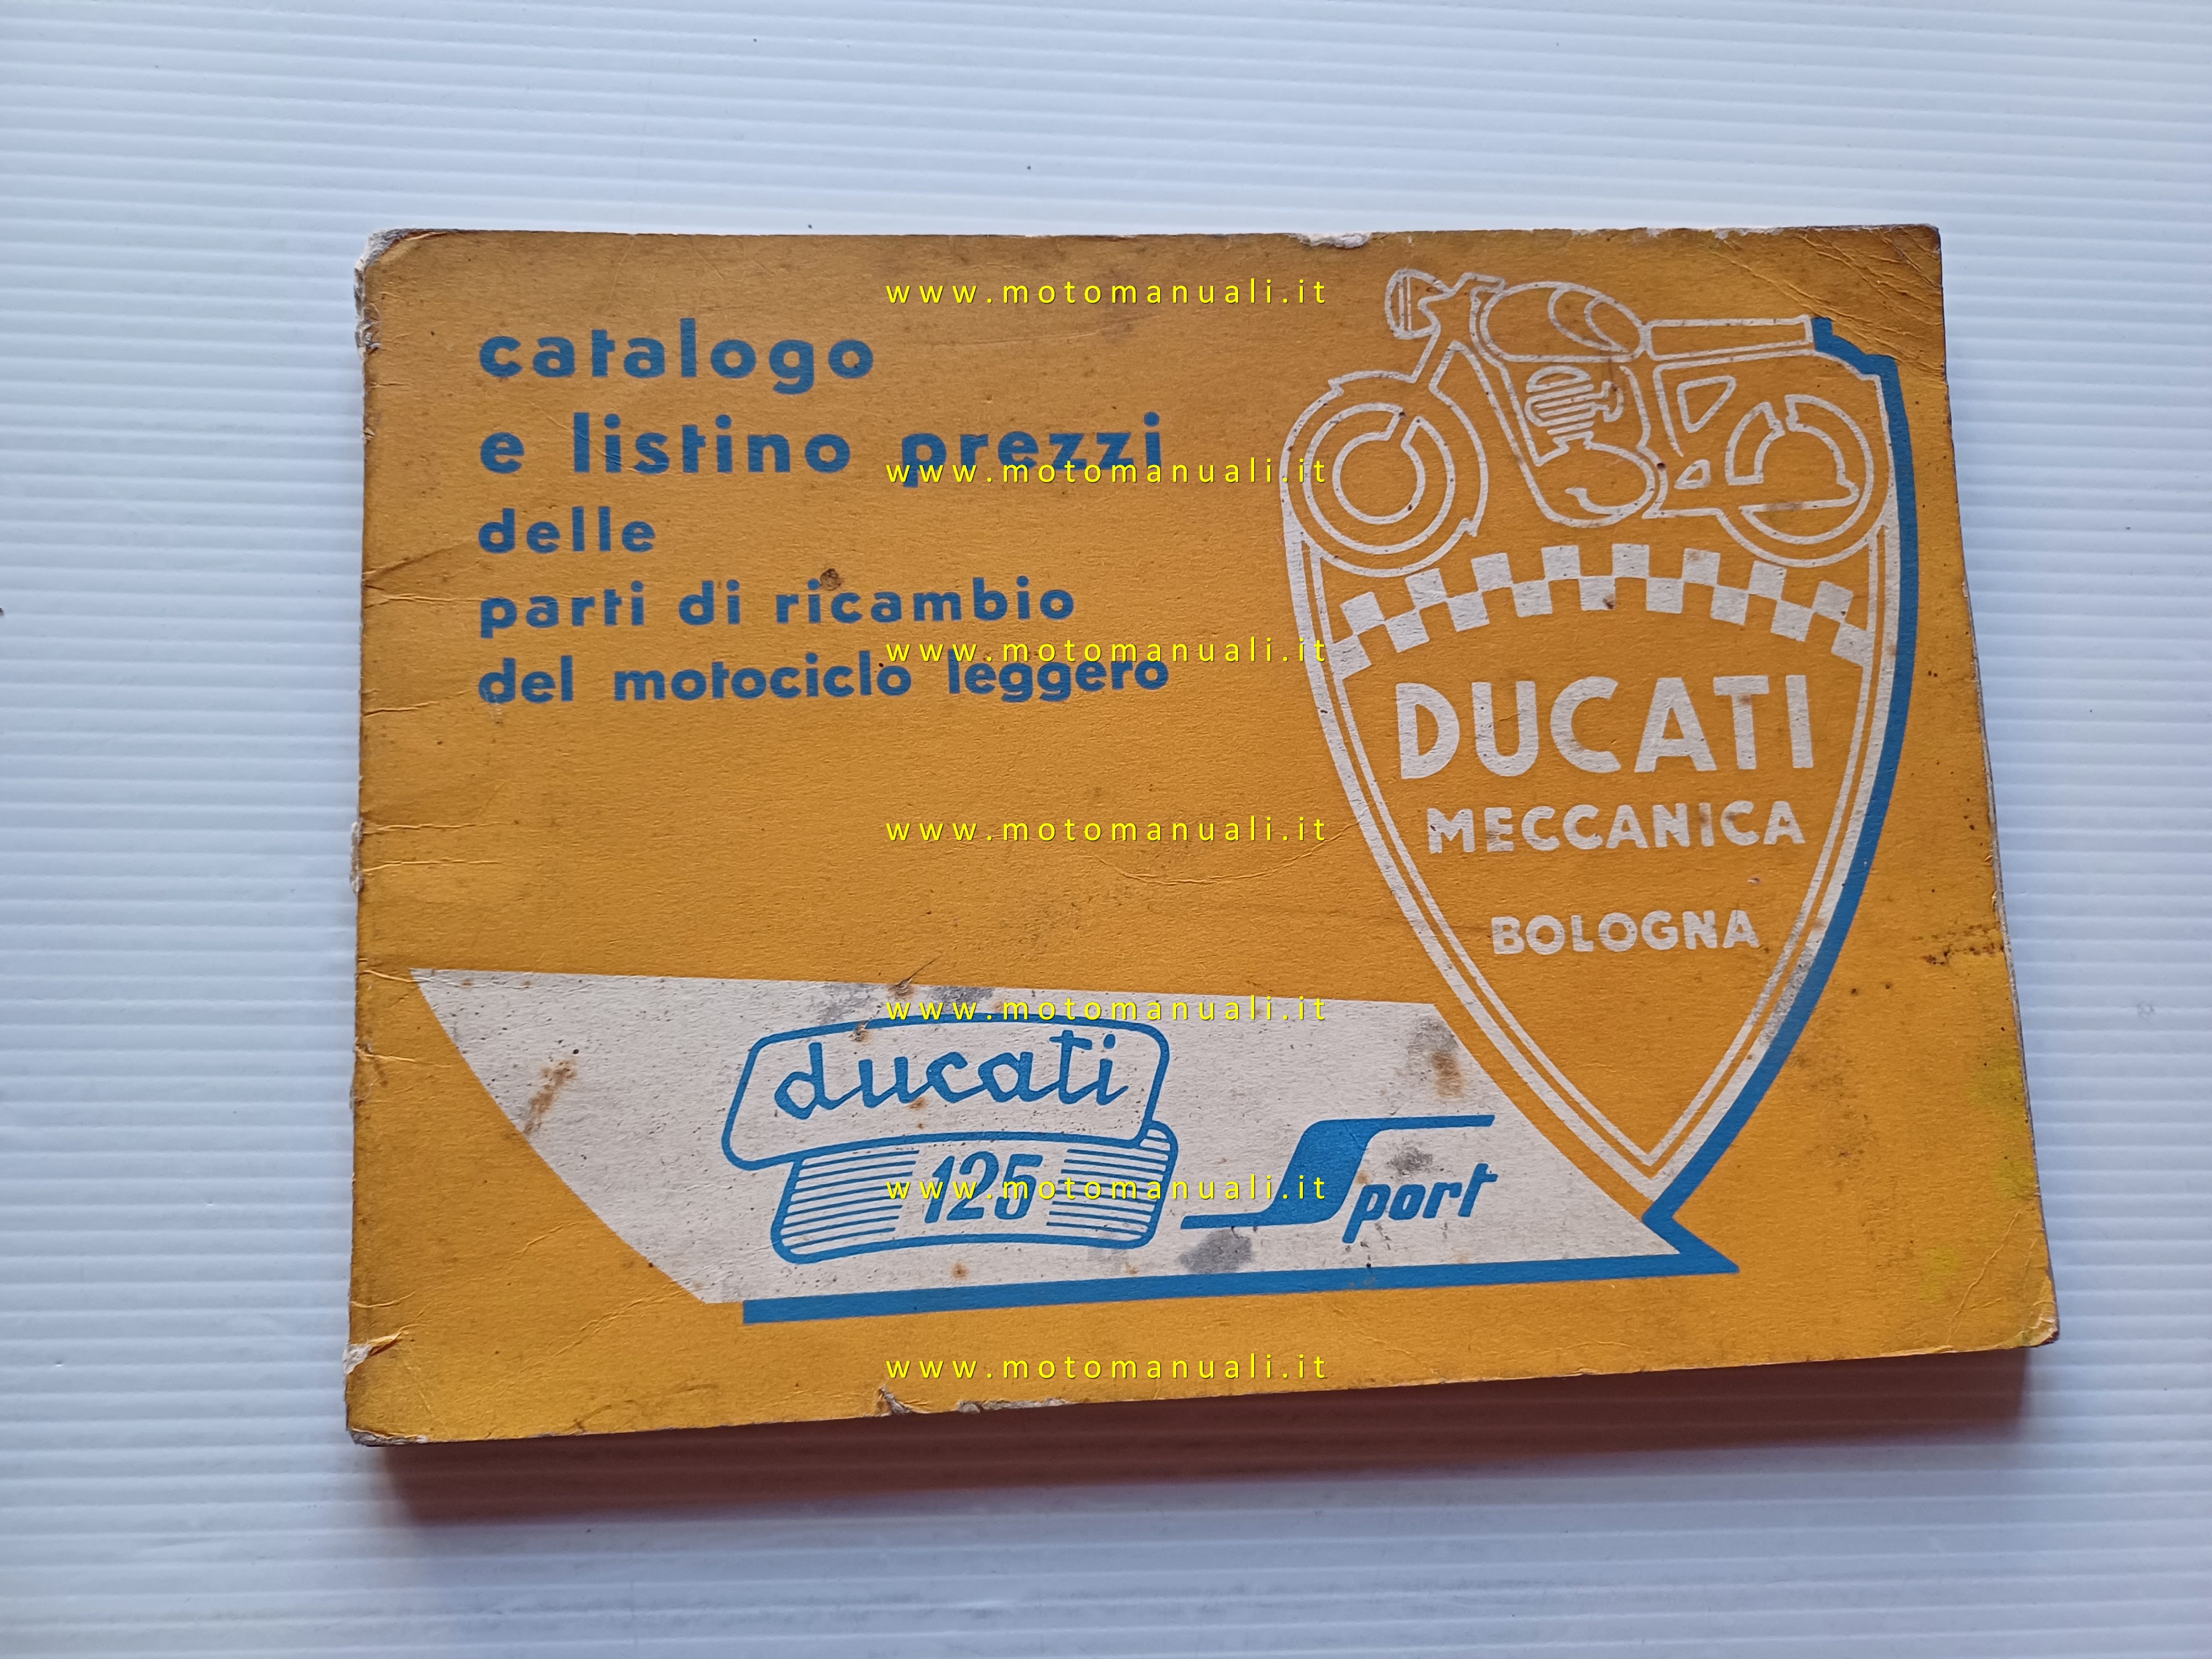 catalogo
e listino prezzi
delle
parti di ricambio
del motociclo leggero
DUCATI
MECCANICA
BOLOGNA
ducati
125
Sport
www.motomanuali.it
www.motomanuali.it
www.motomanuali.it
www.motomanuali.it
www.motomanuali.it
www.motomanuali.it
www.motomanuali.it